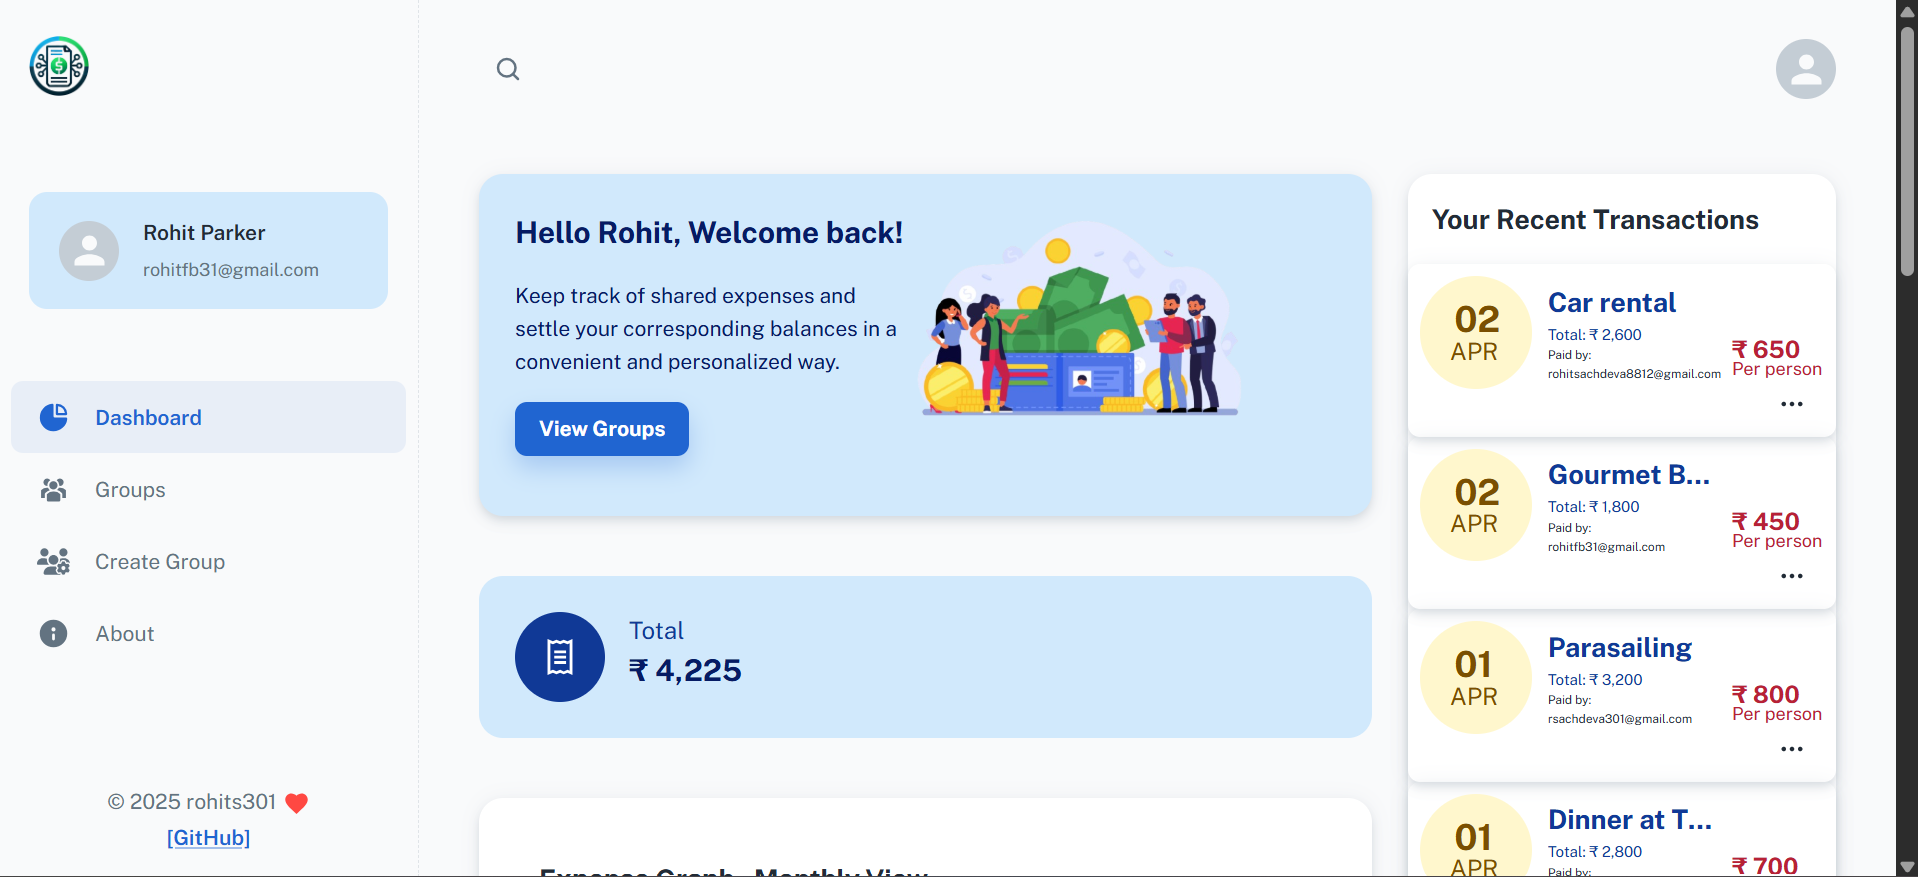 Rohit Parker
rohitfb31@gmail.com
Dashboard
Groups
Create Group
About
© 2025 rohits301
[GitHub]
Hello Rohit, Welcome back!
Keep track of shared expenses and
settle your corresponding balances in a
convenient and personalized way.
View Groups
Total
₹ 4,225
Expense Graph - Monthly View
Your Recent Transactions
02
APR
Car rental
Total: ₹ 2,600
Paid by:
rohitsachdeva8812@gmail.com
₹ 650
Per person
02
APR
Gourmet B...
Total: ₹ 1,800
Paid by:
rohitfb31@gmail.com
₹ 450
Per person
01
APR
Parasailing
Total: ₹ 3,200
Paid by:
rsachdeva301@gmail.com
₹ 800
Per person
01
APR
Dinner at T...
Total: ₹ 2,800
Paid by:
₹ 700